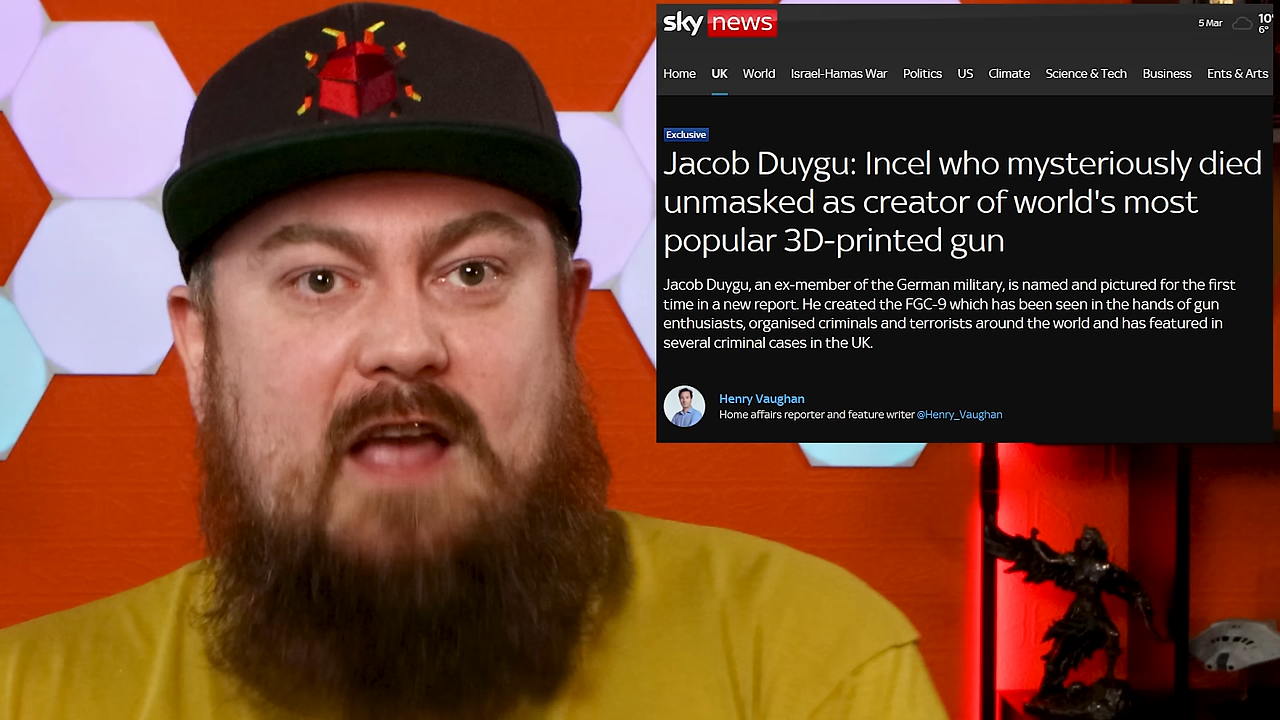 sky news
5 Mar
10°
6°
Home UK World Israel-Hamas War Politics US Climate Science & Tech Business Ents & Arts
Exclusive
Jacob Duygu: Incel who mysteriously died
unmasked as creator of world's most
popular 3D-printed gun
Jacob Duygu, an ex-member of the German military, is named and pictured for the first
time in a new report. He created the FGC-9 which has been seen in the hands of gun
enthusiasts, organised criminals and terrorists around the world and has featured in
several criminal cases in the UK.
Henry Vaughan
Home affairs reporter and feature writer @Henry_Vaughan